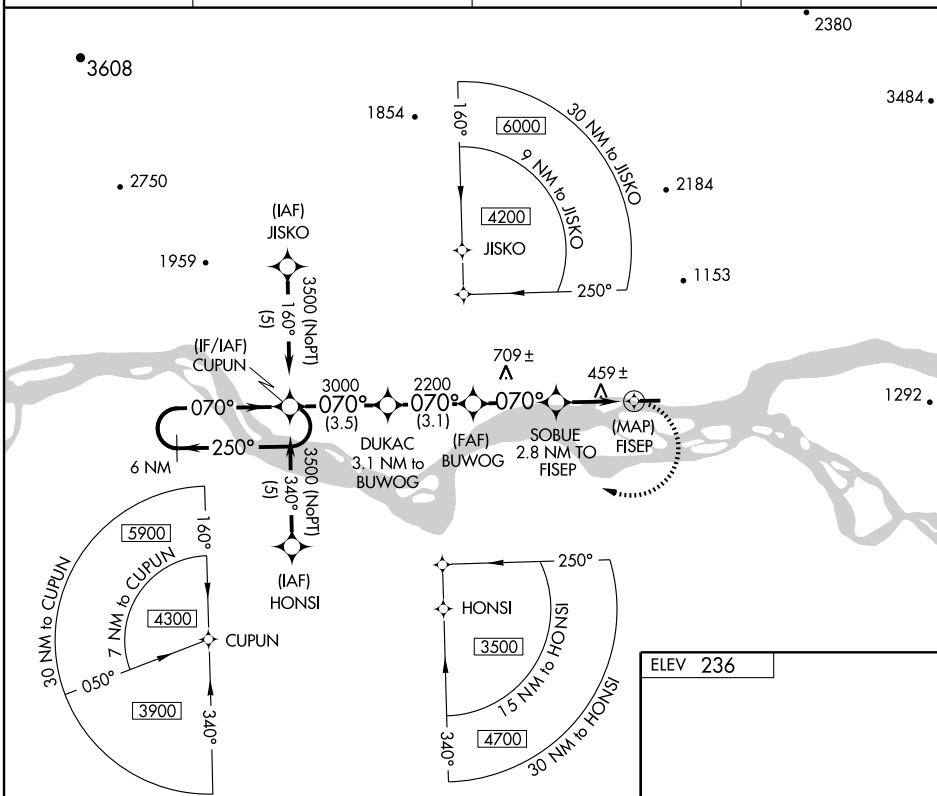 2380
3608
3484
1854
160°
6000
30 NM to JISKO
9 NM to JISKO
2750
2184
4200
JISKO
(IAF)
JISKO
1959
1153
250°
3500 (NoPT)
160°
(5)
(IF/IAF)
CUPUN
709 ±
459 ±
3000
2200
1292
070°
070°
070°
070°
(3.5)
(3.1)
DUKAC
3.1 NM to
BUWOG
(FAF)
BUWOG
SOBUE
2.8 NM TO
FISEP
(MAP)
FISEP
250°
6 NM
3500 (NoPT)
340°
(5)
(IAF)
HONSI
5900
160°
30 NM to CUPUN
7 NM to CUPUN
4300
CUPUN
050°
3900
340°
250°
HONSI
3500
15 NM to HONSI
340°
4700
30 NM to HONSI
ELEV 236